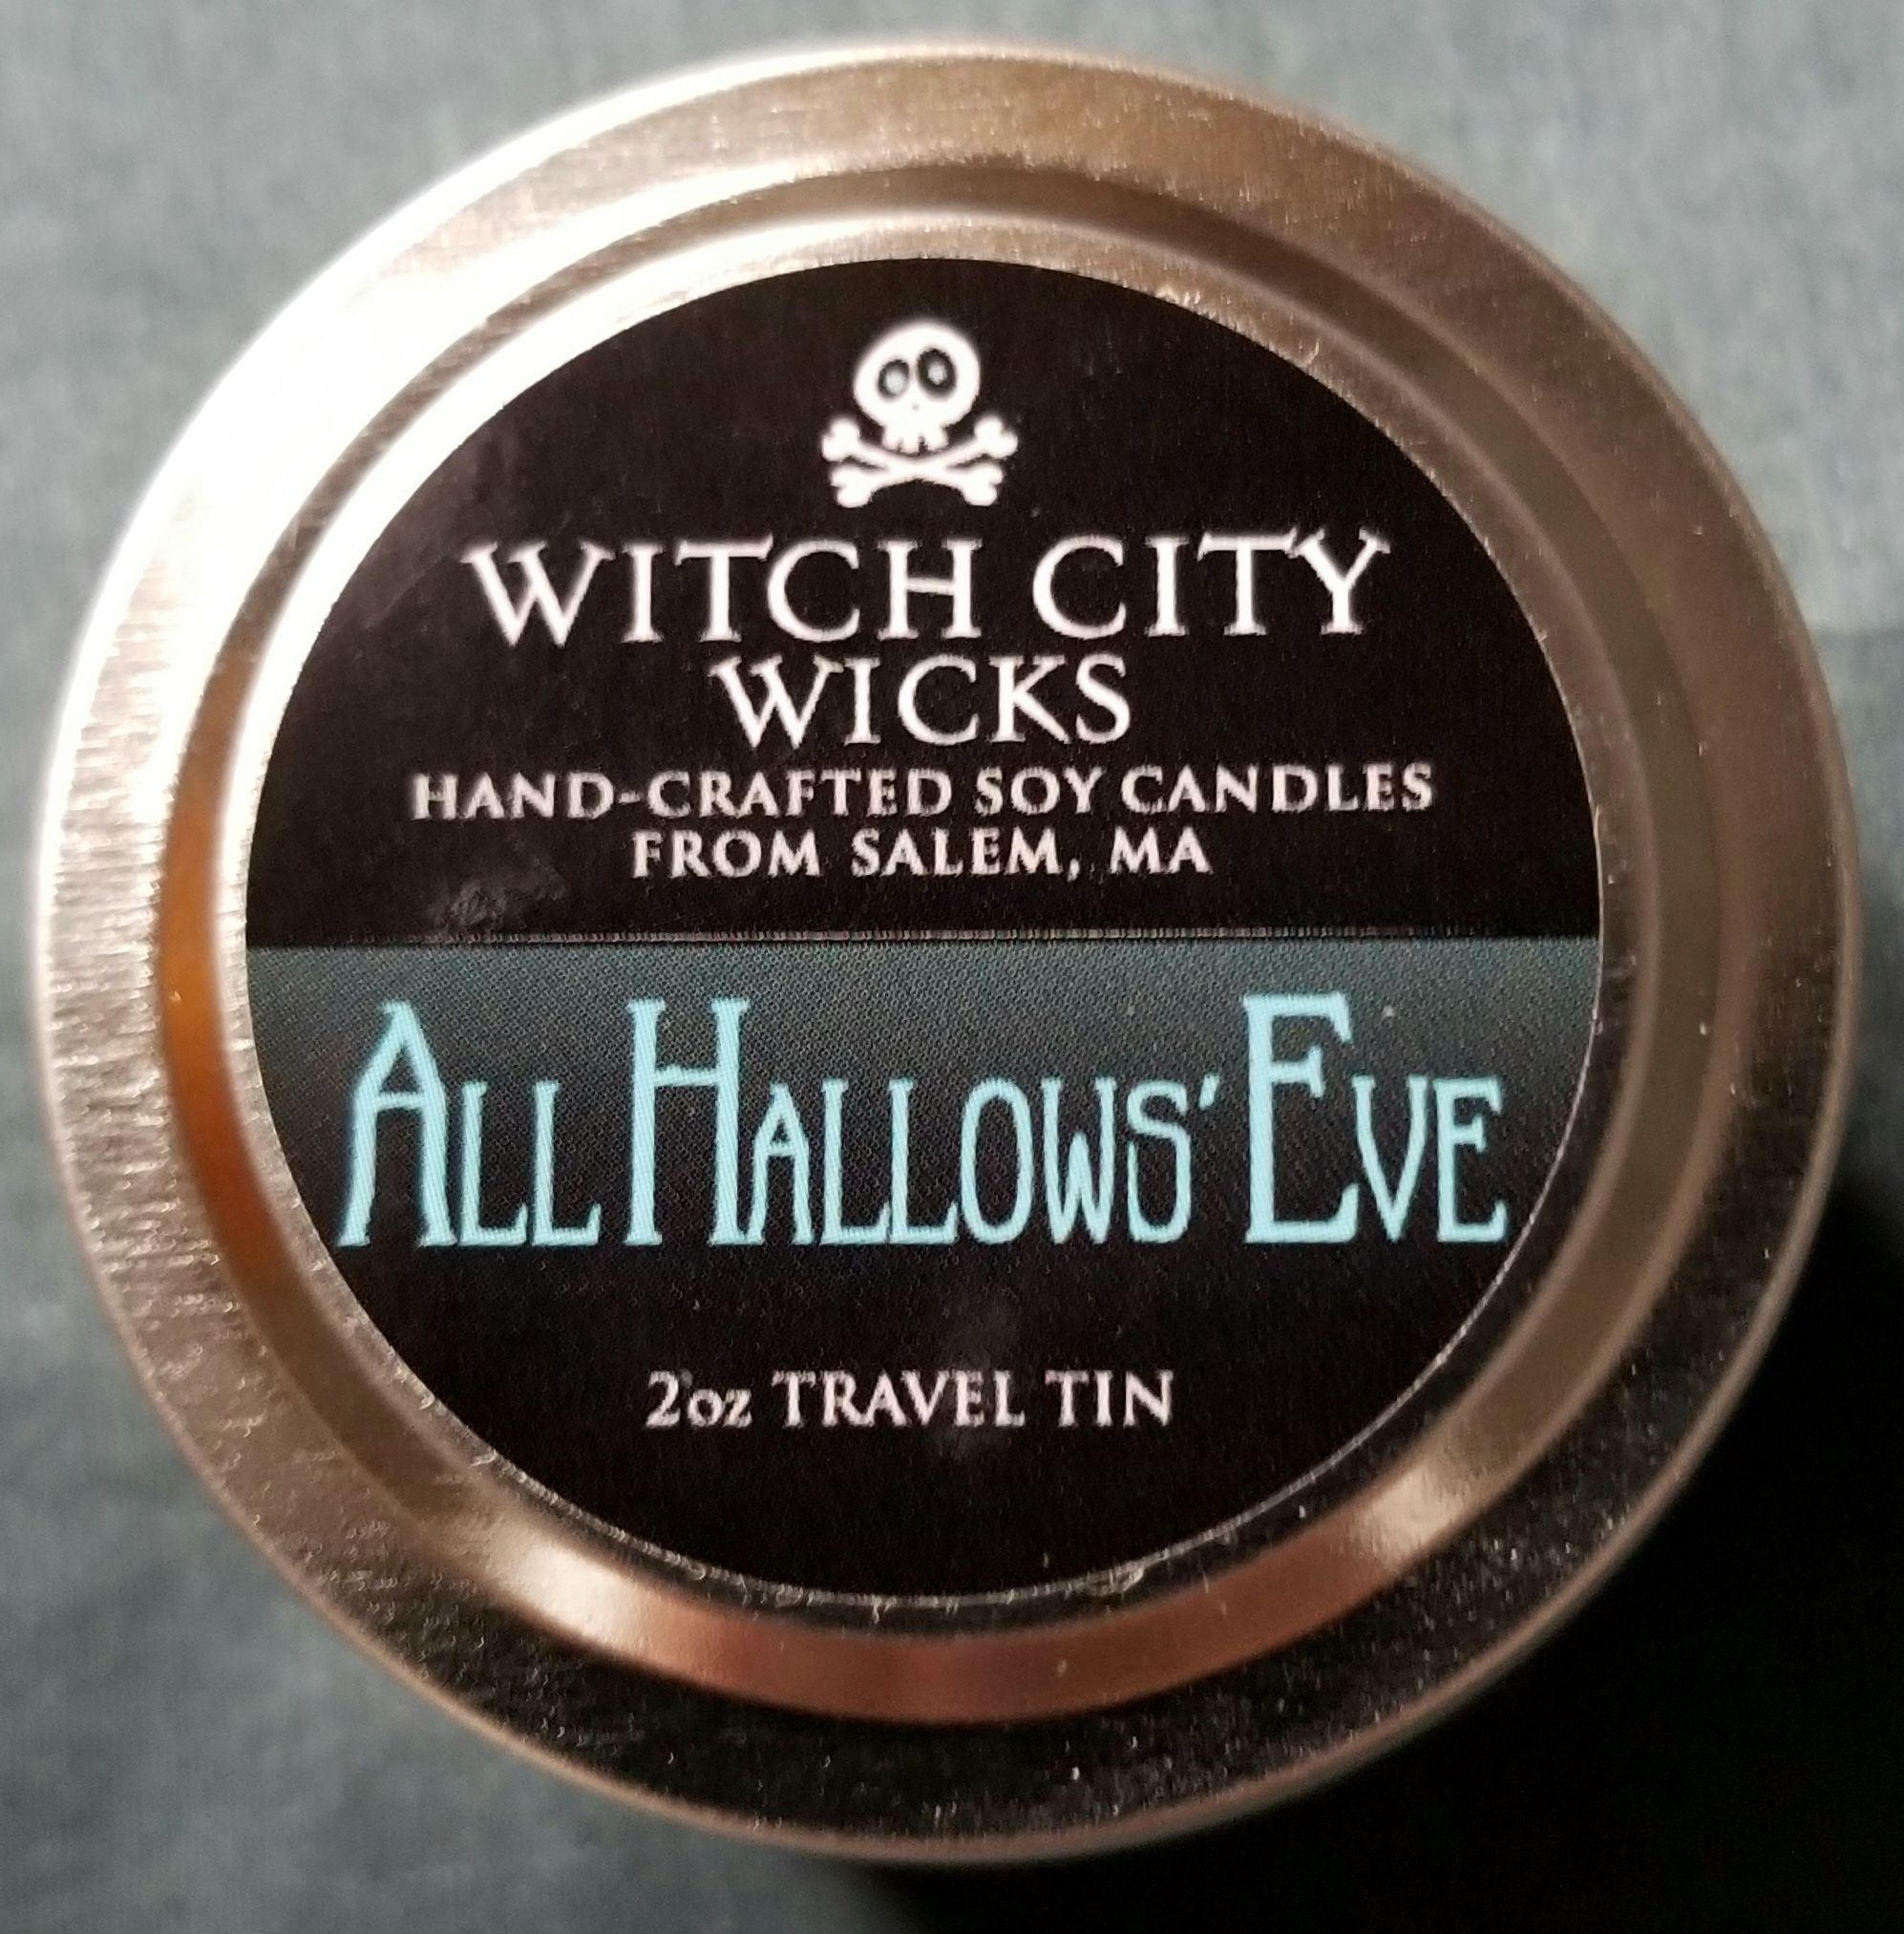 WITCH CITY
WICKS
HAND-CRAFTED SOY CANDLES
FROM SALEM, MA
ALL HALLOWS' EVE
2oz TRAVEL TIN